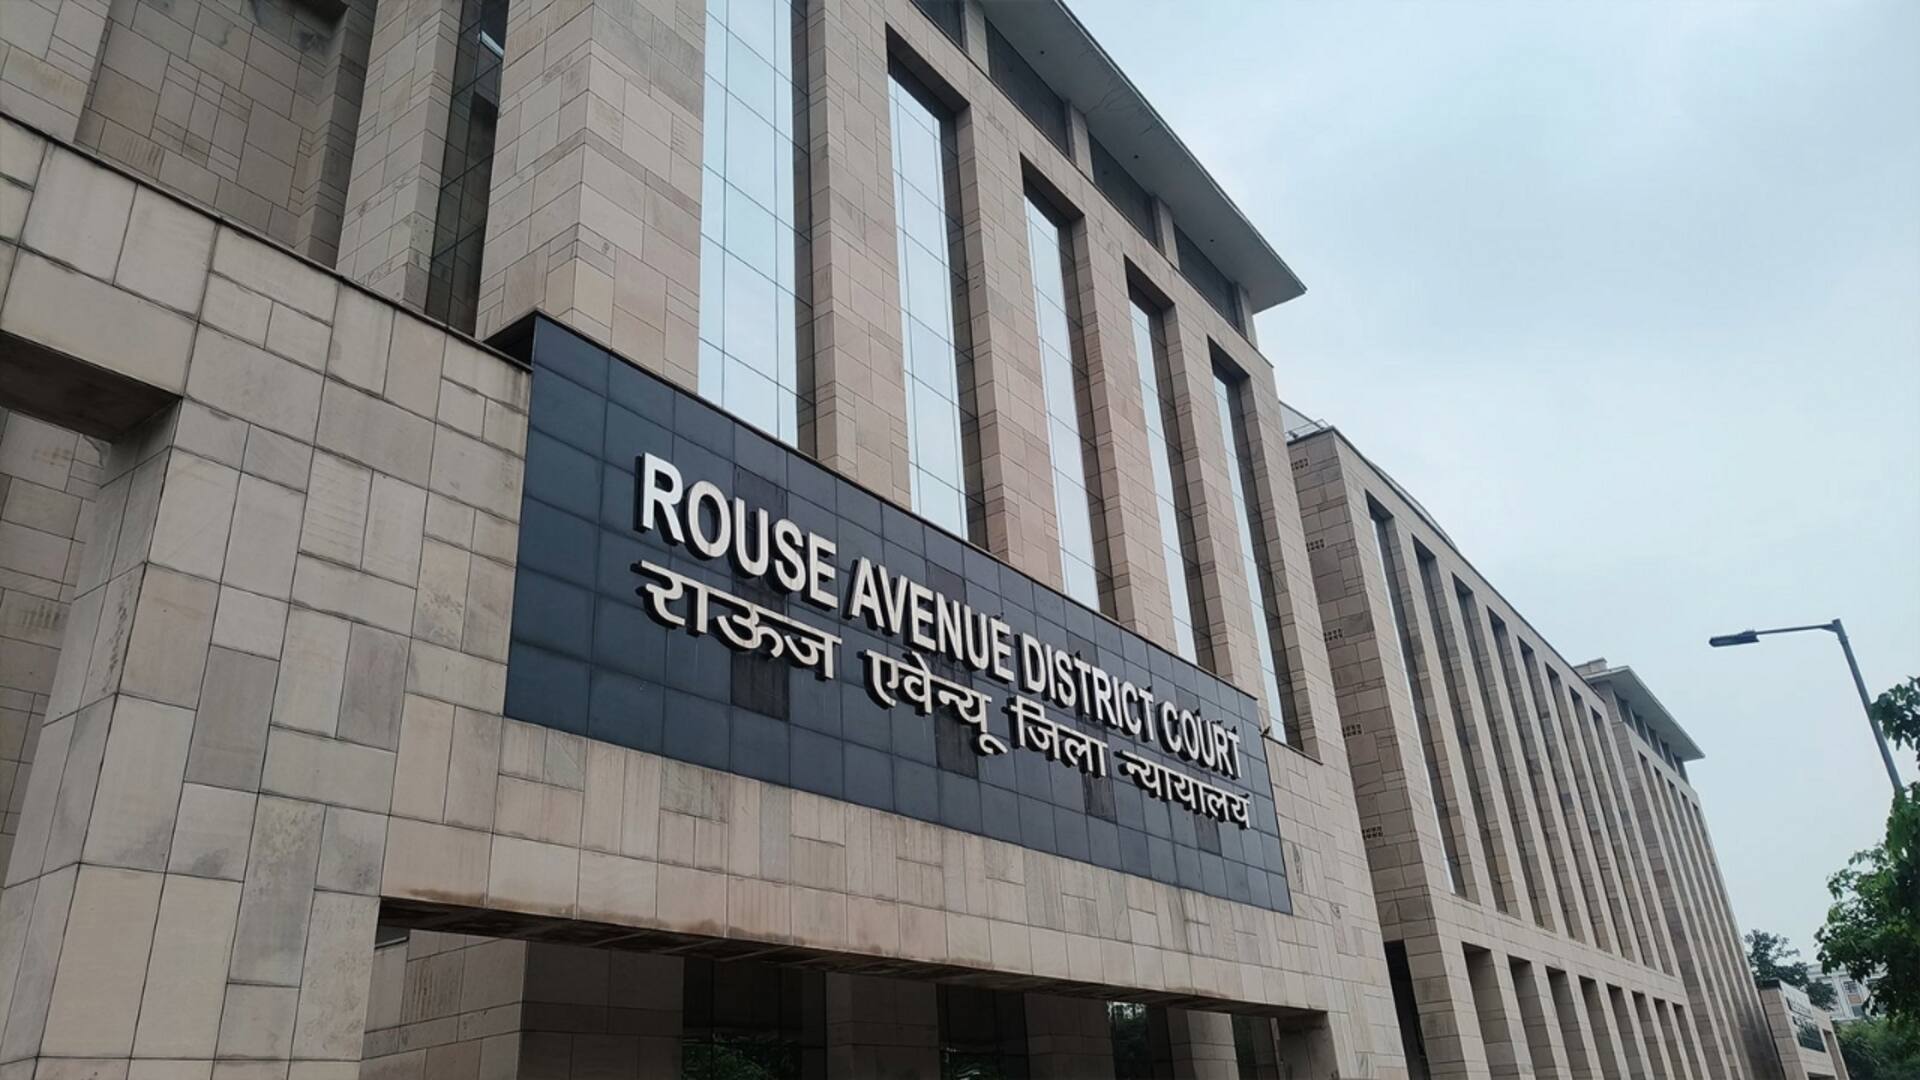 ROUSE AVENUE DISTRICT COURT
राऊज एवेन्यू जिला न्यायालय